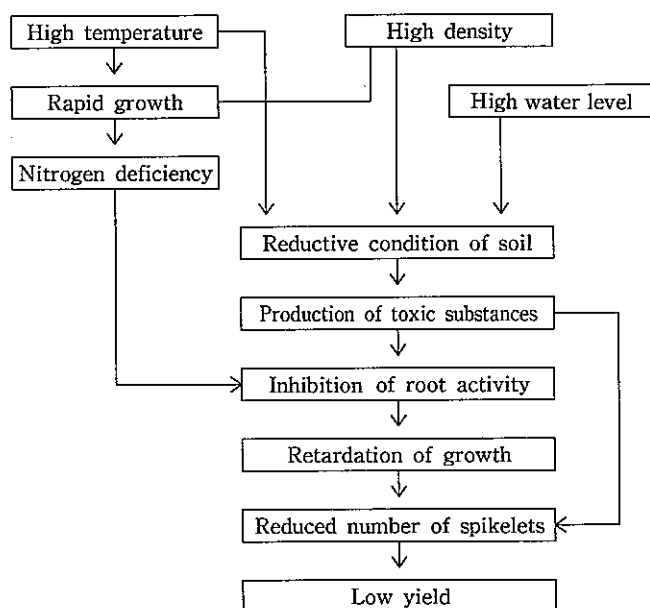 High temperature
High density
Rapid growth
High water level
Nitrogen deficiency
Reductive condition of soil
Production of toxic substances
Inhibition of root activity
Retardation of growth
Reduced number of spikelets
Low yield